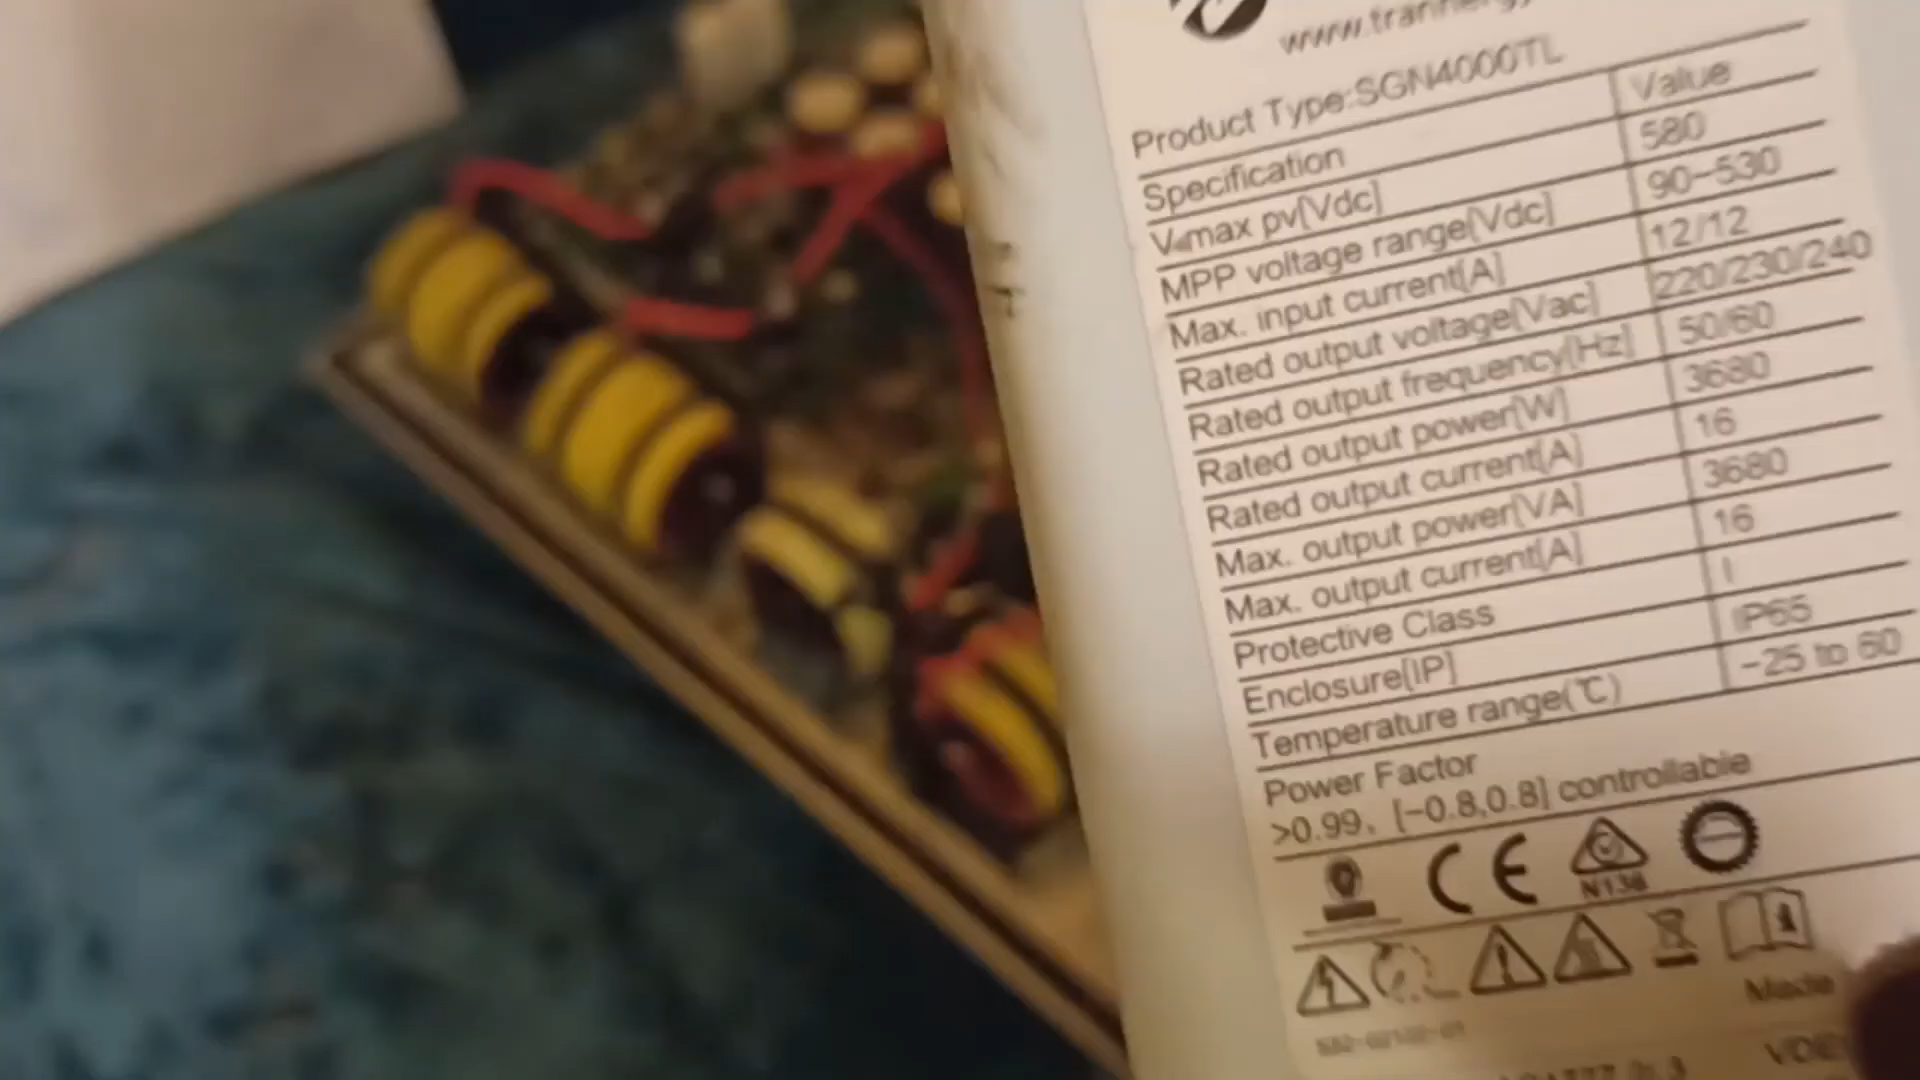 Product Type:SGN4000TL
Specification Value
Vdmax pv[Vdc] 580
MPP voltage range[Vdc] 90-530
Max. input current[A] 12/12
Rated output voltage[Vac] 220/230/240
Rated output frequency[Hz] 50/60
Rated output power[W] 3680
Rated output current[A] 16
Max. output power[VA] 3680
Max. output current[A] 16
Protective Class I
Enclosure[IP] IP65
Temperature range(℃) -25 to 60
Power Factor
>0.99, [-0.8,0.8] controllable
CE
N136
Made